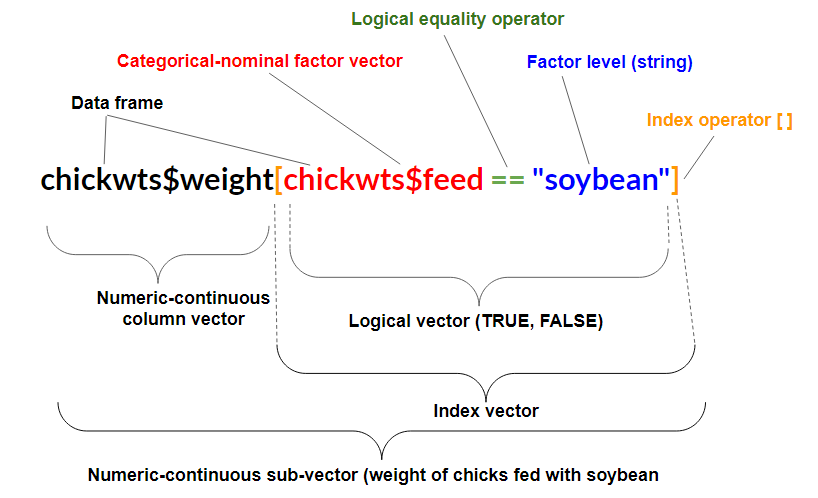 Logical equality operator
Categorical-nominal factor vector
Factor level (string)
Data frame
Index operator [ ]
chickwts$weight[chickwts$feed == "soybean"]
Numeric-continuous
column vector
Logical vector (TRUE, FALSE)
Index vector
Numeric-continuous sub-vector (weight of chicks fed with soybean